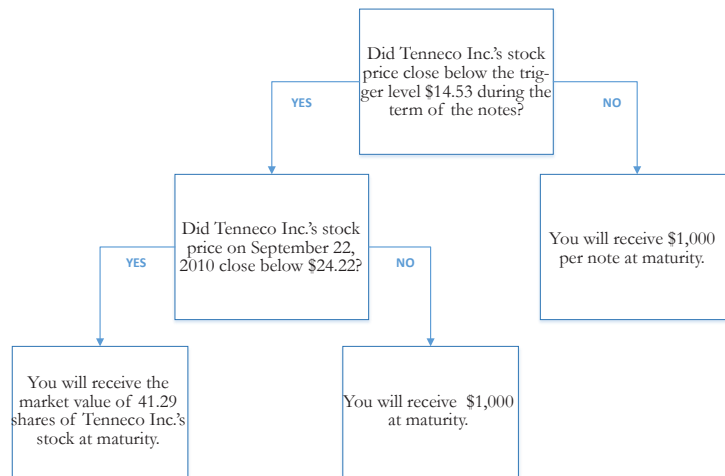 Did Tenneco Inc.'s stock
price close below the trig-
ger level $14.53 during the
term of the notes?
YES
NO
Did Tenneco Inc.'s stock
price on September 22,
2010 close below $24.22?
You will receive $1,000
per note at maturity.
YES
NO
You will receive the
market value of 41.29
shares of Tenneco Inc.'s
stock at maturity.
You will receive $1,000
at maturity.